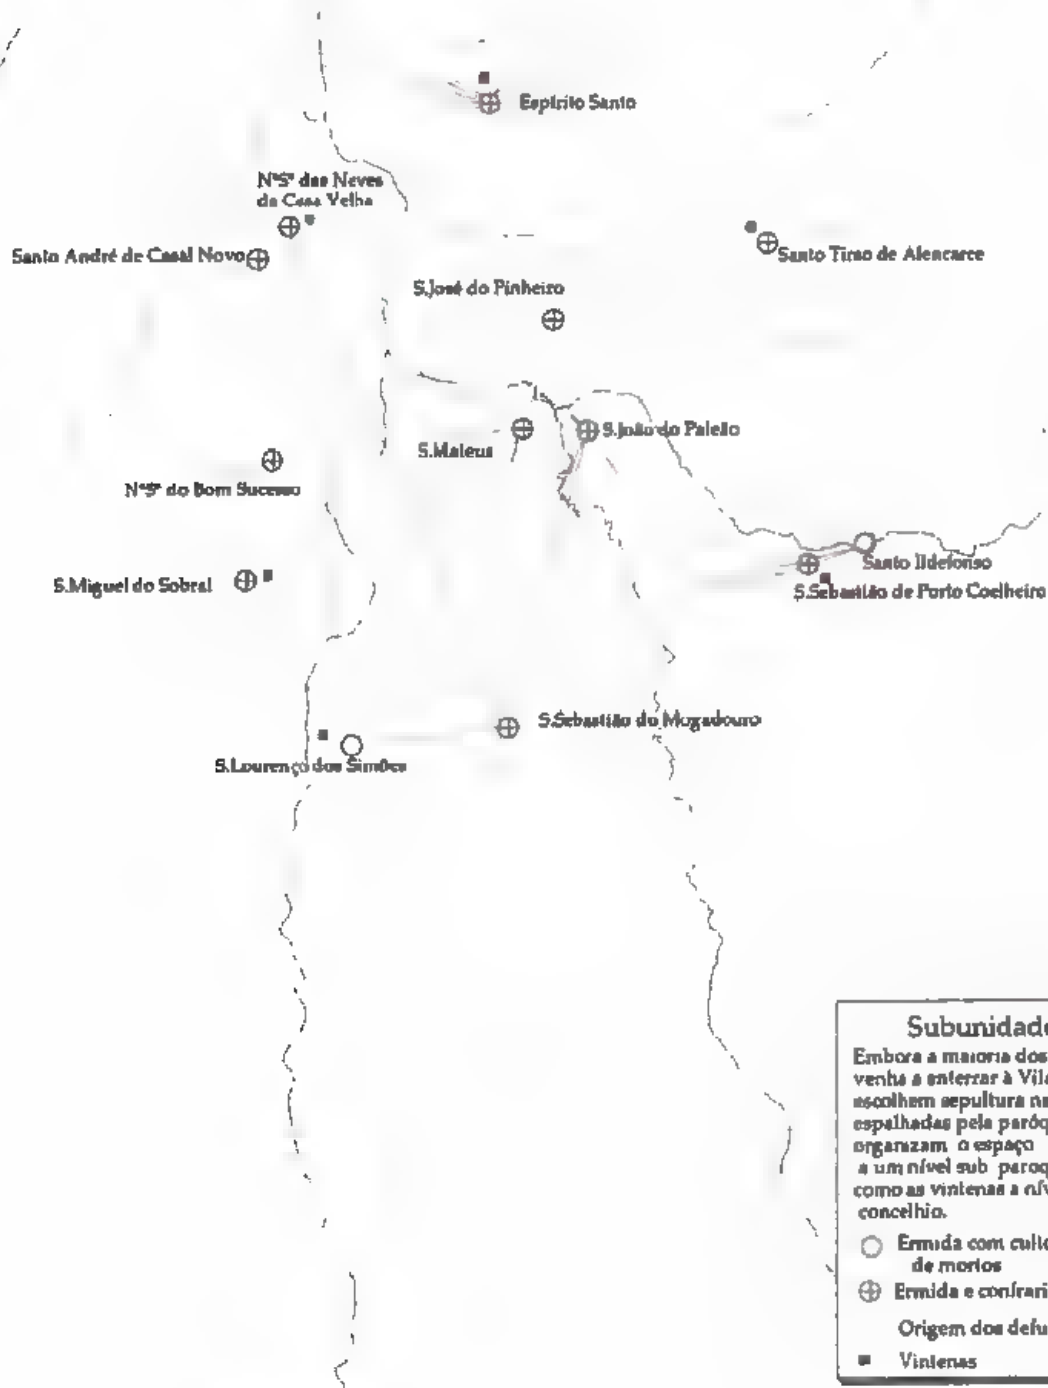 Espírito Santo
NªSª das Neves
da Casa Velha
Santo André de Casal Novo
Santo Tirso de Alencarce
S.José do Pinheiro
S.Mateus
S.João do Paleão
NªSª do Bom Sucesso
Santo Ildefonso
S.Miguel do Sobral
S.Sebastião de Porto Coelheiro
S.Sebastião do Mogadouro
S.Lourenço dos Simões
Subunidade
Embora a maioria dos
venha a enterrar à Vila
escolhem sepultura na
espalhadas pela paróq
organizam o espaço
a um nível sub paroq
como as vintenas a nív
concelhio.
Ermida com culto
de mortos
Ermida e confrari
Origem dos defu
Vintenas